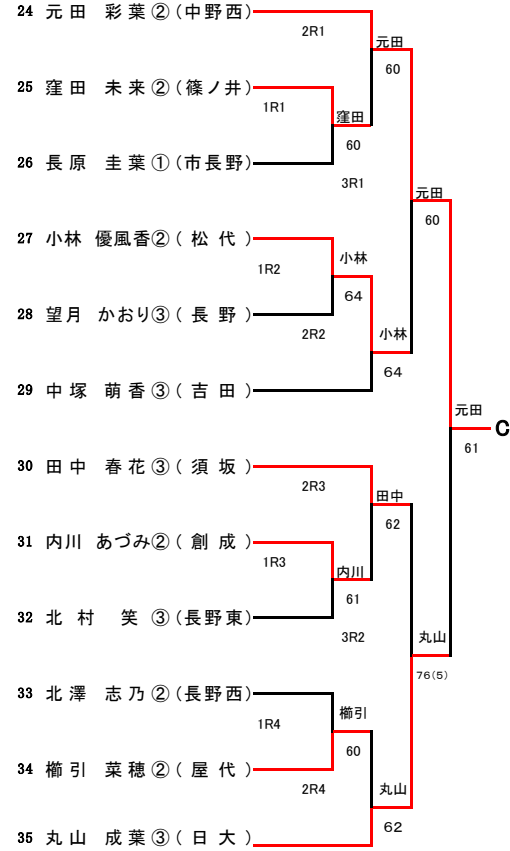 24 元田 彩葉②(中野西)
2R1
元田
60
25 窪田 未来②(篠ノ井)
1R1
窪田
60
26 長原 圭葉①(市長野)
3R1
元田
60
27 小林 優風香②(松代)
1R2
小林
64
28 望月 かおり③(長野)
2R2
小林
64
29 中塚 萌香③(吉田)
元田
61
C
30 田中 春花③(須坂)
2R3
田中
62
31 内川 あづみ②(創成)
1R3
内川
61
32 北村 笑③(長野東)
3R2
丸山
76(5)
33 北澤 志乃②(長野西)
1R4
櫛引
60
34 櫛引 菜穂②(屋代)
2R4
丸山
62
35 丸山 成葉③(日大)